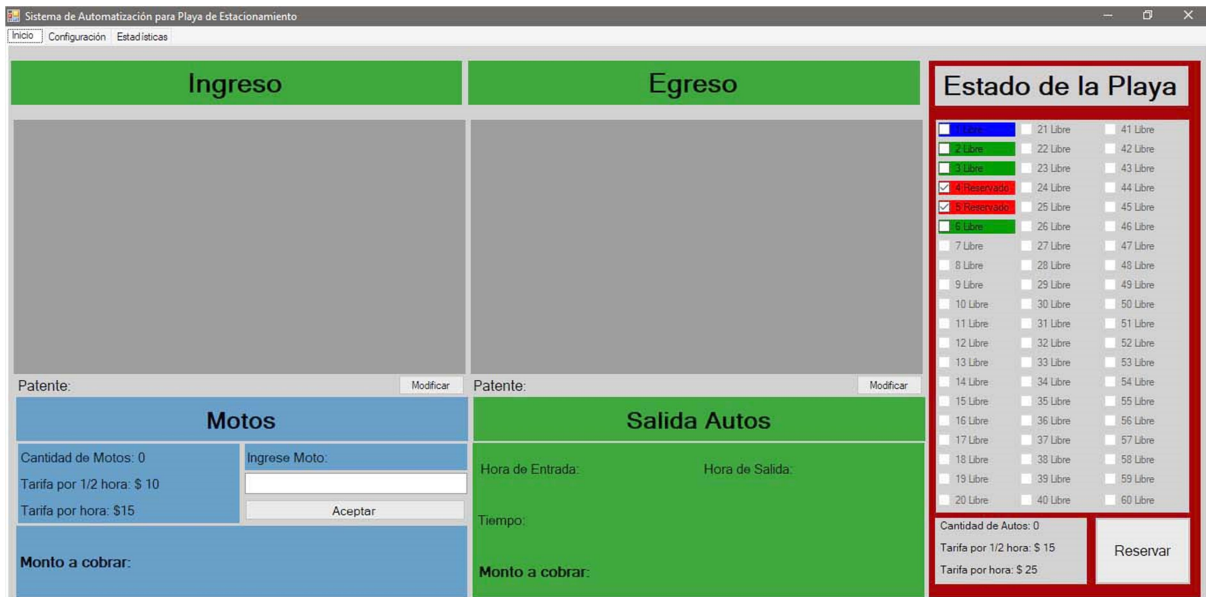 Sistema de Automatización para Playa de Estacionamiento
Inicio Configuración Estadísticas
Ingreso
Egreso
Estado de la Playa
1 Libre
2 Libre
3 Libre
4 Reservado
5 Reservado
6 Libre
7 Libre
8 Libre
9 Libre
10 Libre
11 Libre
12 Libre
13 Libre
14 Libre
15 Libre
16 Libre
17 Libre
18 Libre
19 Libre
20 Libre
21 Libre
22 Libre
23 Libre
24 Libre
25 Libre
26 Libre
27 Libre
28 Libre
29 Libre
30 Libre
31 Libre
32 Libre
33 Libre
34 Libre
35 Libre
36 Libre
37 Libre
38 Libre
39 Libre
40 Libre
41 Libre
42 Libre
43 Libre
44 Libre
45 Libre
46 Libre
47 Libre
48 Libre
49 Libre
50 Libre
51 Libre
52 Libre
53 Libre
54 Libre
55 Libre
56 Libre
57 Libre
58 Libre
59 Libre
60 Libre
Patente:
Modificar
Patente:
Modificar
Motos
Cantidad de Motos: 0
Tarifa por 1/2 hora: $ 10
Tarifa por hora: $15
Ingrese Moto:
Aceptar
Monto a cobrar:
Salida Autos
Hora de Entrada:
Hora de Salida:
Tiempo:
Monto a cobrar:
Cantidad de Autos: 0
Tarifa por 1/2 hora: $ 15
Tarifa por hora: $ 25
Reservar